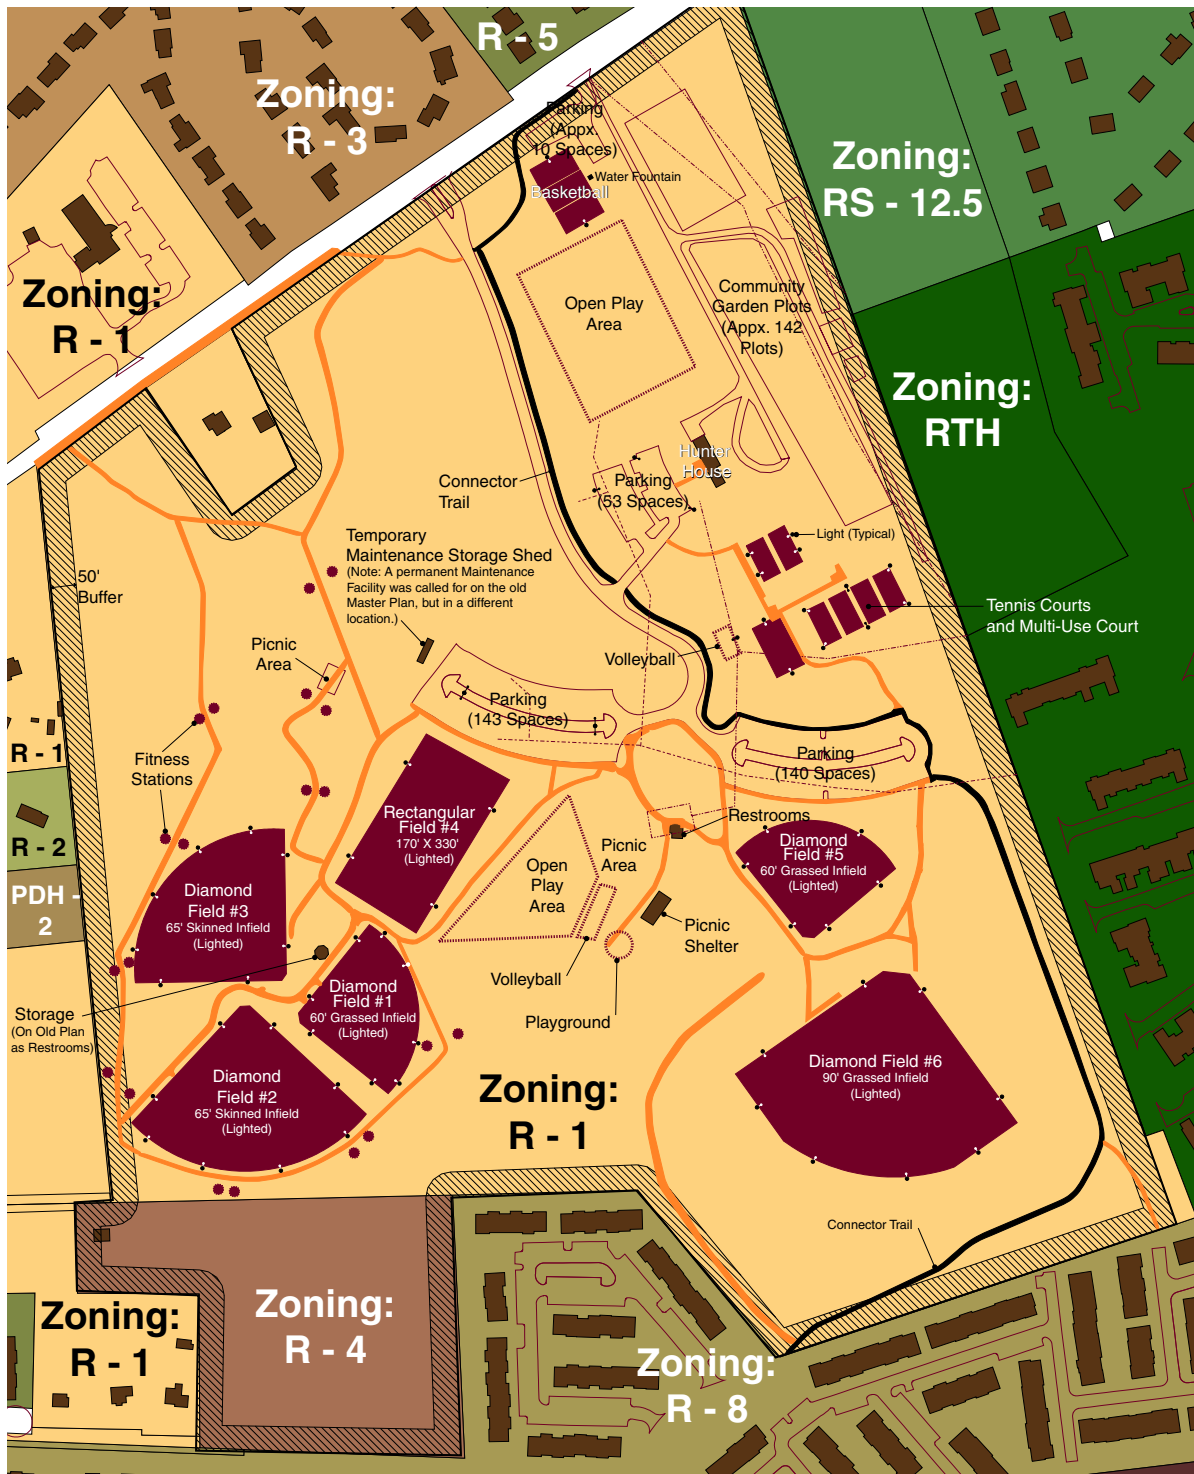 R - 5
Zoning:
R - 3
Parking
(Appx.
10 Spaces)
Water Fountain
Basketball
Zoning:
RS - 12.5
Zoning:
R - 1
Open Play
Area
Community
Garden Plots
(Appx. 142
Plots)
Zoning:
RTH
Hunter
House
Connector
Trail
Parking
(53 Spaces)
Light (Typical)
Temporary
Maintenance Storage Shed
(Note: A permanent Maintenance
Facility was called for on the old
Master Plan, but in a different
location.)
50'
Buffer
Tennis Courts
and Multi-Use Court
Picnic
Area
Volleyball
Parking
(143 Spaces)
R - 1
Fitness
Stations
Parking
(140 Spaces)
Rectangular
Field #4
170' X 330'
(Lighted)
Restrooms
R - 2
Open
Play
Area
Picnic
Area
Diamond
Field #5
60' Grassed Infield
(Lighted)
PDH -
2
Diamond
Field #3
65' Skinned Infield
(Lighted)
Picnic
Shelter
Volleyball
Diamond
Field #1
60' Grassed Infield
(Lighted)
Storage
(On Old Plan
as Restrooms)
Playground
Diamond
Field #2
65' Skinned Infield
(Lighted)
Zoning:
R - 1
Diamond Field #6
90' Grassed Infield
(Lighted)
Connector Trail
Zoning:
R - 1
Zoning:
R - 4
Zoning:
R - 8